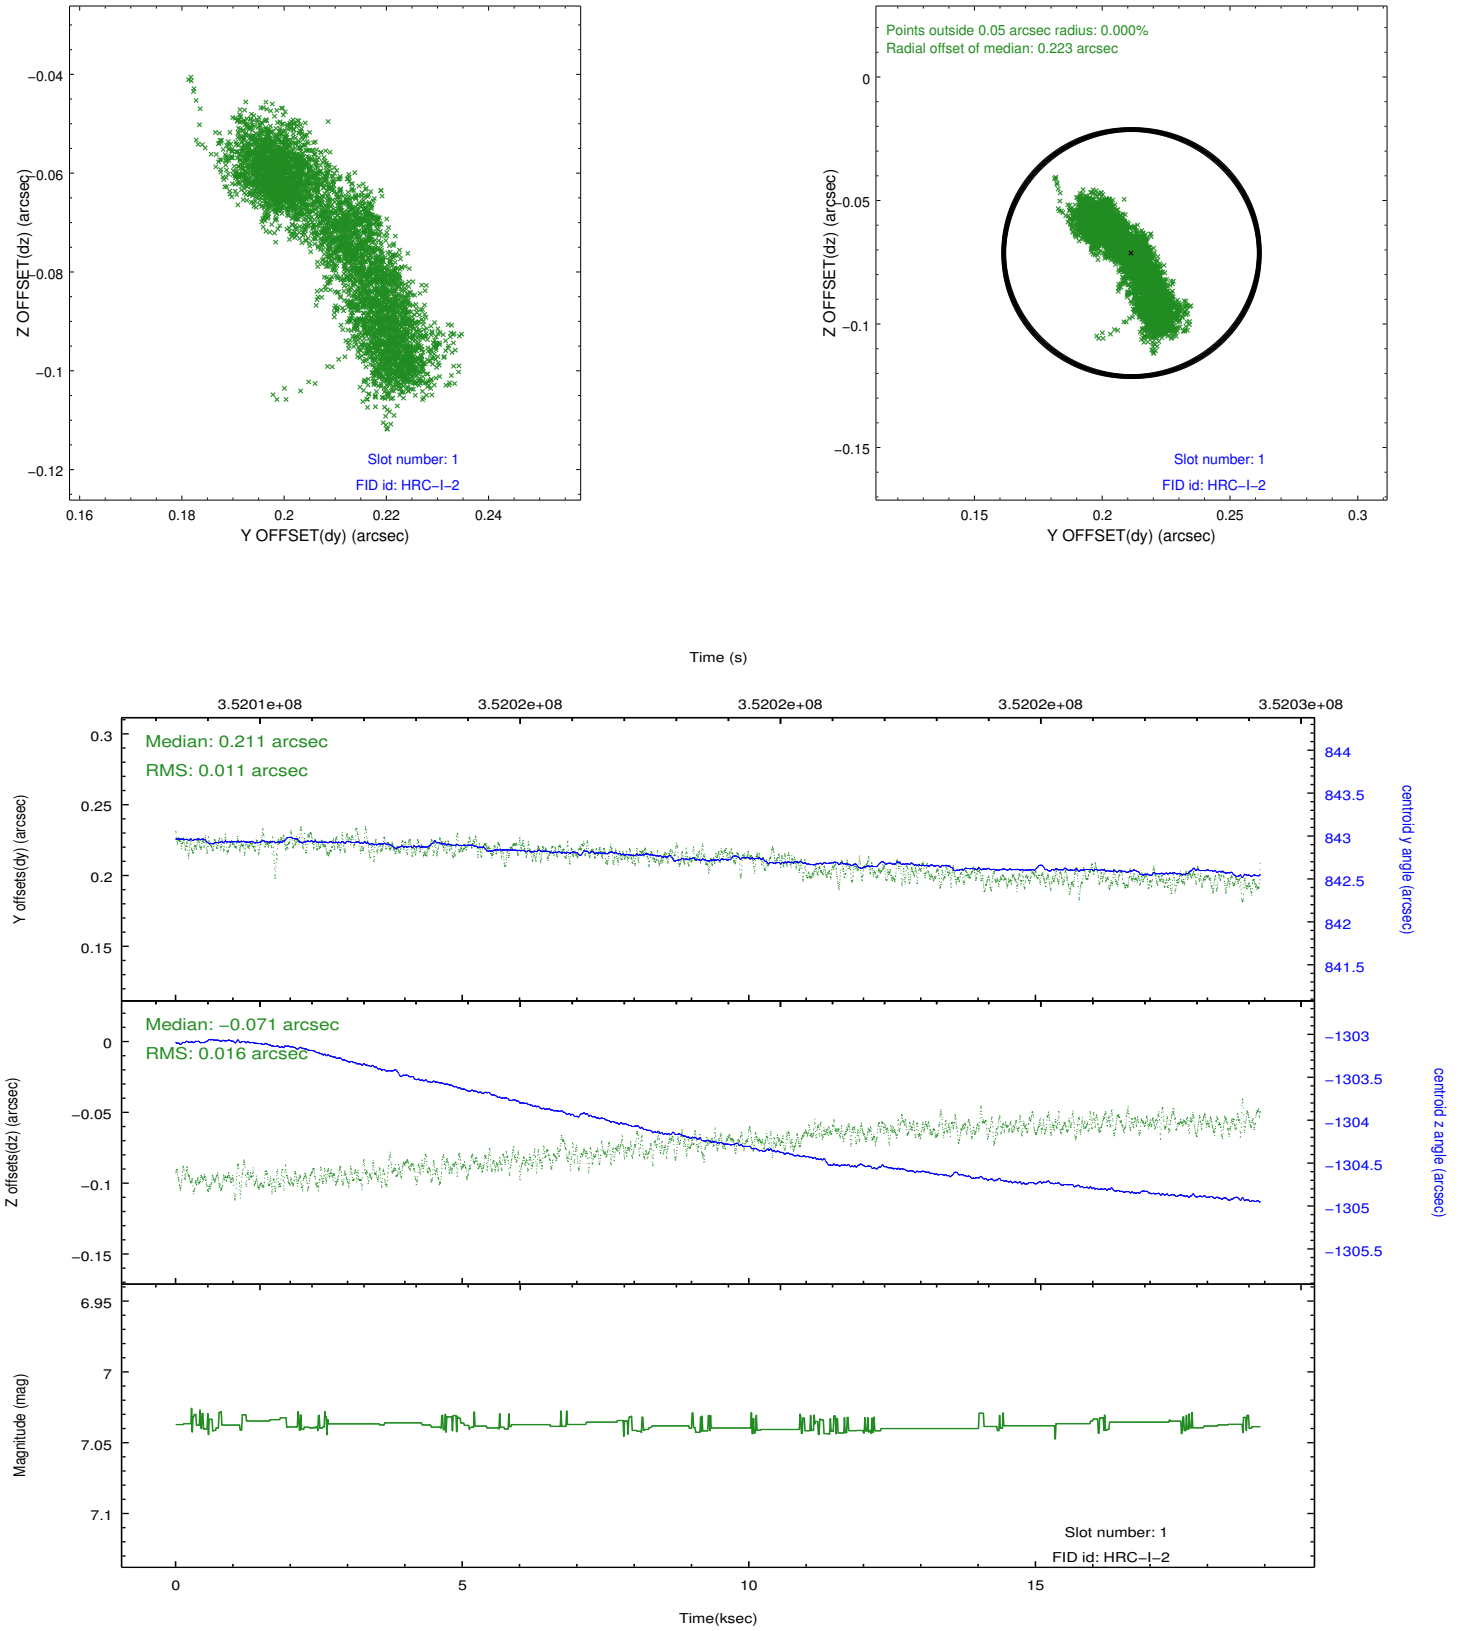 −0.04
−0.06
−0.08
−0.1
−0.12
Z OFFSET(dz) (arcsec)
Slot number: 1
FID id: HRC−I−2
0.16 0.18 0.2 0.22 0.24
Y OFFSET(dy) (arcsec)
Points outside 0.05 arcsec radius: 0.000%
Radial offset of median: 0.223 arcsec
0
−0.05
−0.1
−0.15
Z OFFSET(dz) (arcsec)
Slot number: 1
FID id: HRC−I−2
0.15 0.2 0.25 0.3
Y OFFSET(dy) (arcsec)
Time (s)
3.5201e+08 3.5202e+08 3.5202e+08 3.5202e+08 3.5203e+08
Median: 0.211 arcsec
RMS: 0.011 arcsec
0.3
0.25
0.2
0.15
Y offsets(dy) (arcsec)
844
843.5
843
842.5
842
841.5
centroid y angle (arcsec)
Median: −0.071 arcsec
RMS: 0.016 arcsec
0
−0.05
−0.1
−0.15
Z offsets(dz) (arcsec)
−1303
−1303.5
−1304
−1304.5
−1305
−1305.5
centroid z angle (arcsec)
6.95
7
7.05
7.1
Magnitude (mag)
Slot number: 1
FID id: HRC−I−2
0 5 10 15
Time(ksec)